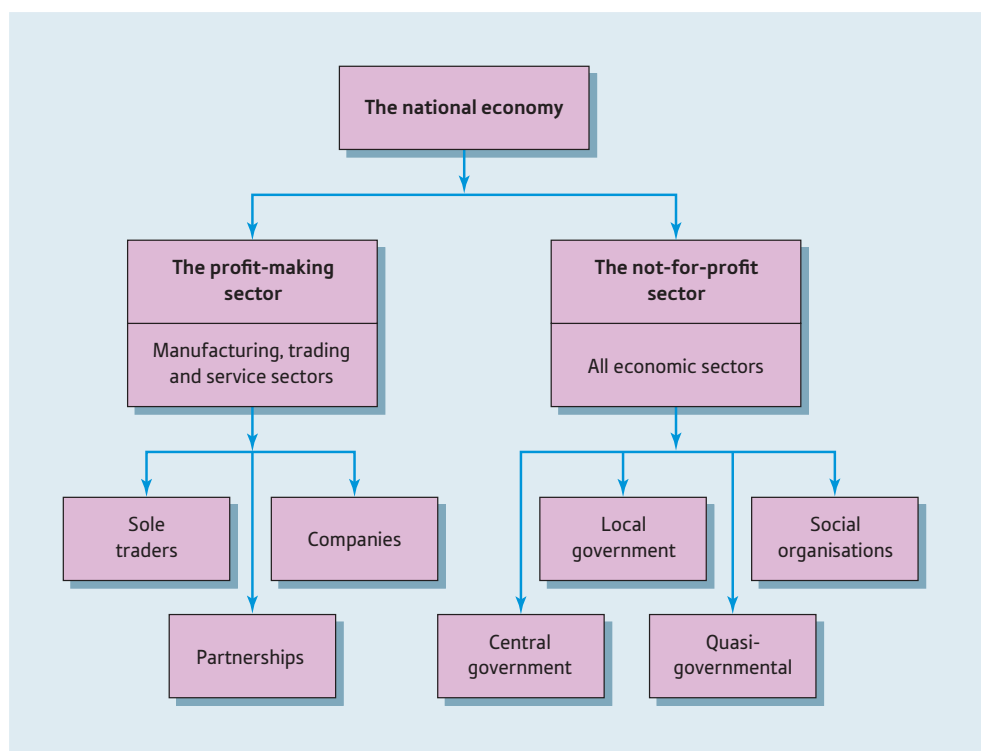 The national economy
The profit-making
sector
Manufacturing, trading
and service sectors
The not-for-profit
sector
All economic sectors
Sole
traders
Companies
Partnerships
Local
government
Social
organisations
Central
government
Quasi-
governmental